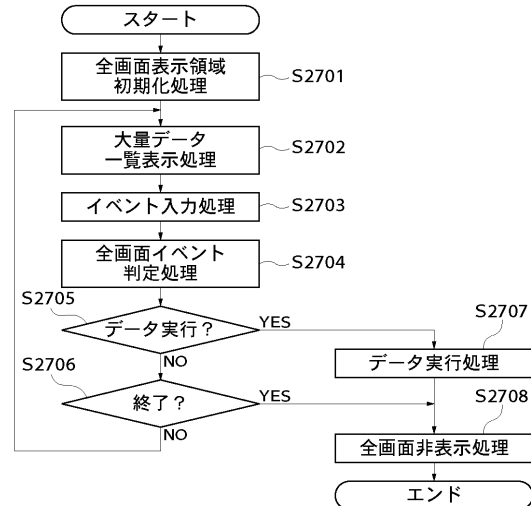 スタート
全画面表示領域
初期化処理
S2701
大量データ
一覧表示処理
S2702
イベント入力処理
S2703
全画面イベント
判定処理
S2704
S2705
データ実行？
YES
NO
S2707
データ実行処理
S2706
終了？
YES
NO
S2708
全画面非表示処理
エンド